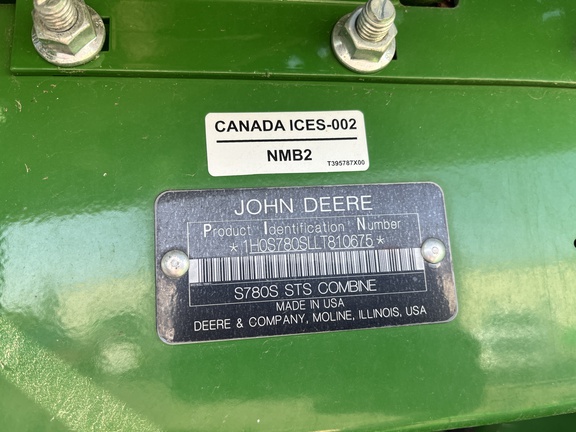 CANADA ICES-002
NMB2
T395787X00
JOHN DEERE
Product Identification Number
*1H0S780SLLT810675*
S780S STS COMBINE
MADE IN USA
DEERE & COMPANY, MOLINE, ILLINOIS, USA